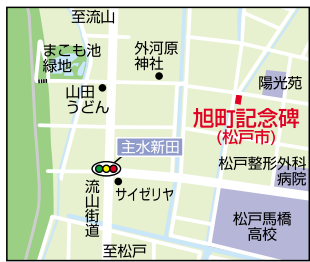 至流山
まこも池
緑地
外河原
神社
陽光苑
山田
うどん
旭町記念碑
(松戸市)
主水新田
松戸整形外科
病院
流山街道
サイゼリヤ
松戸馬橋
高校
至松戸